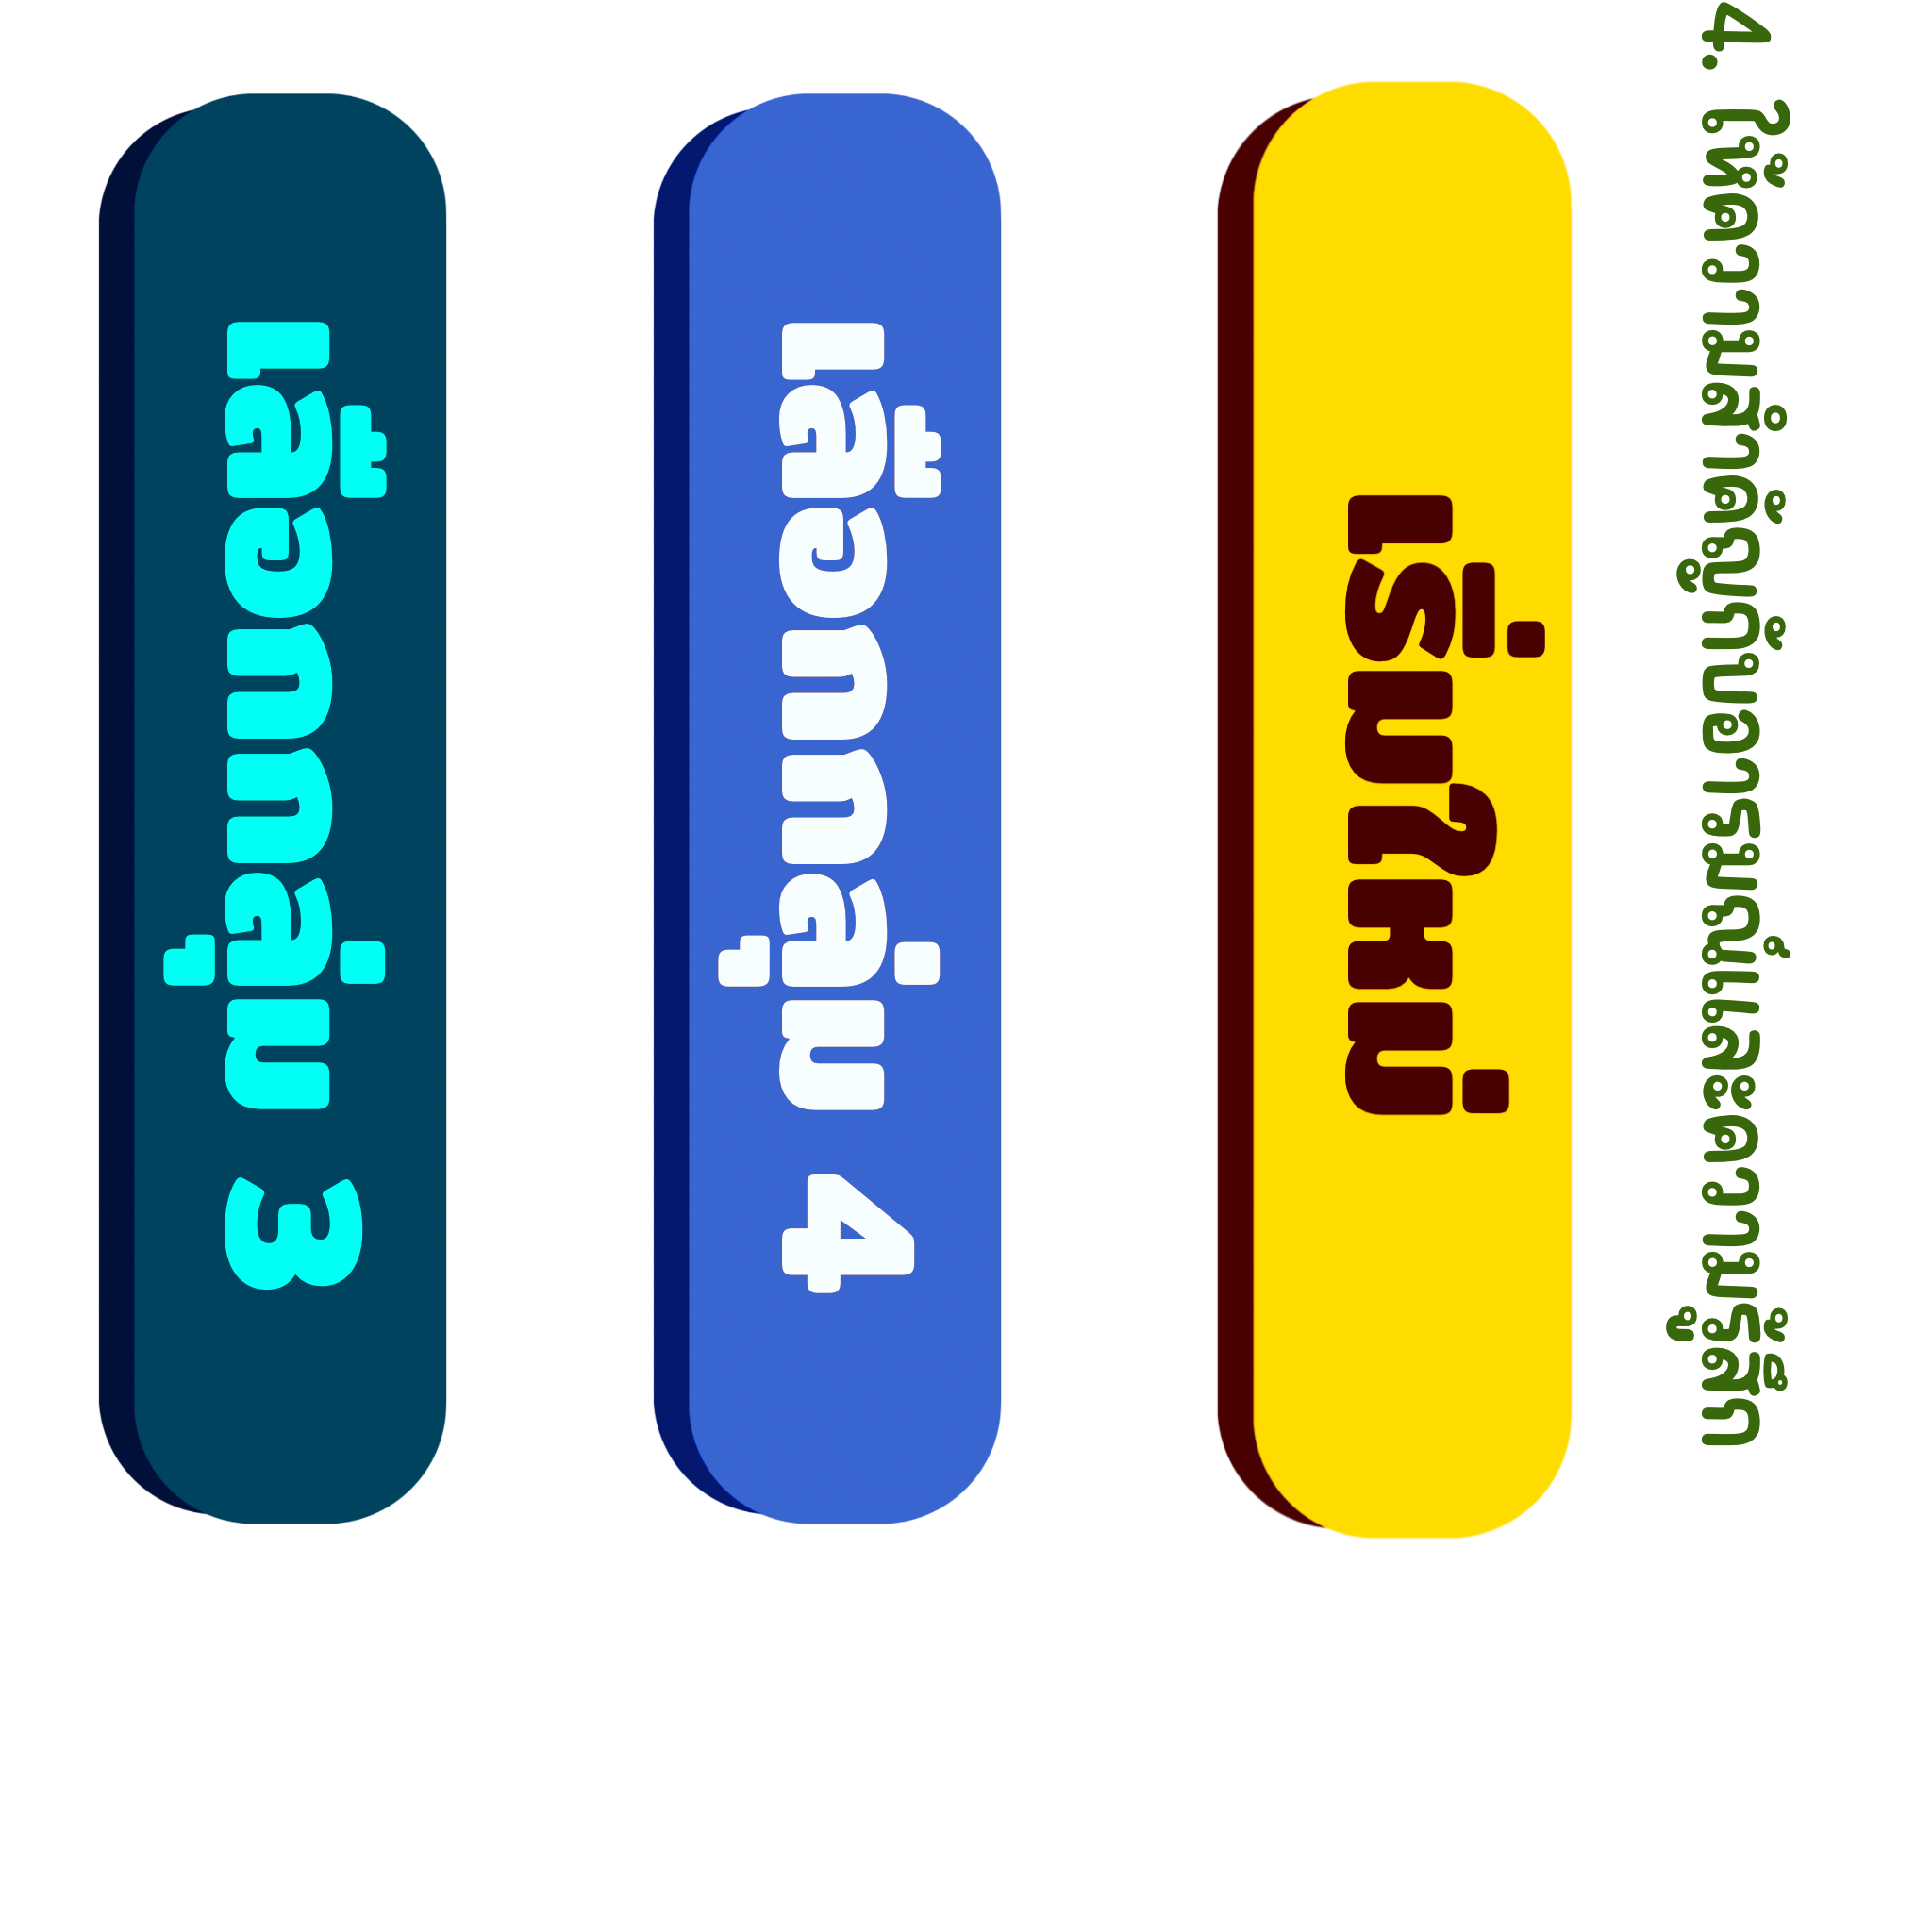 4. ให้ความสำคัญกับอารมณ์และความรู้สึก
เริ่มใหม่
เลือกกลุ่ม 4
เลือกกลุ่ม 3